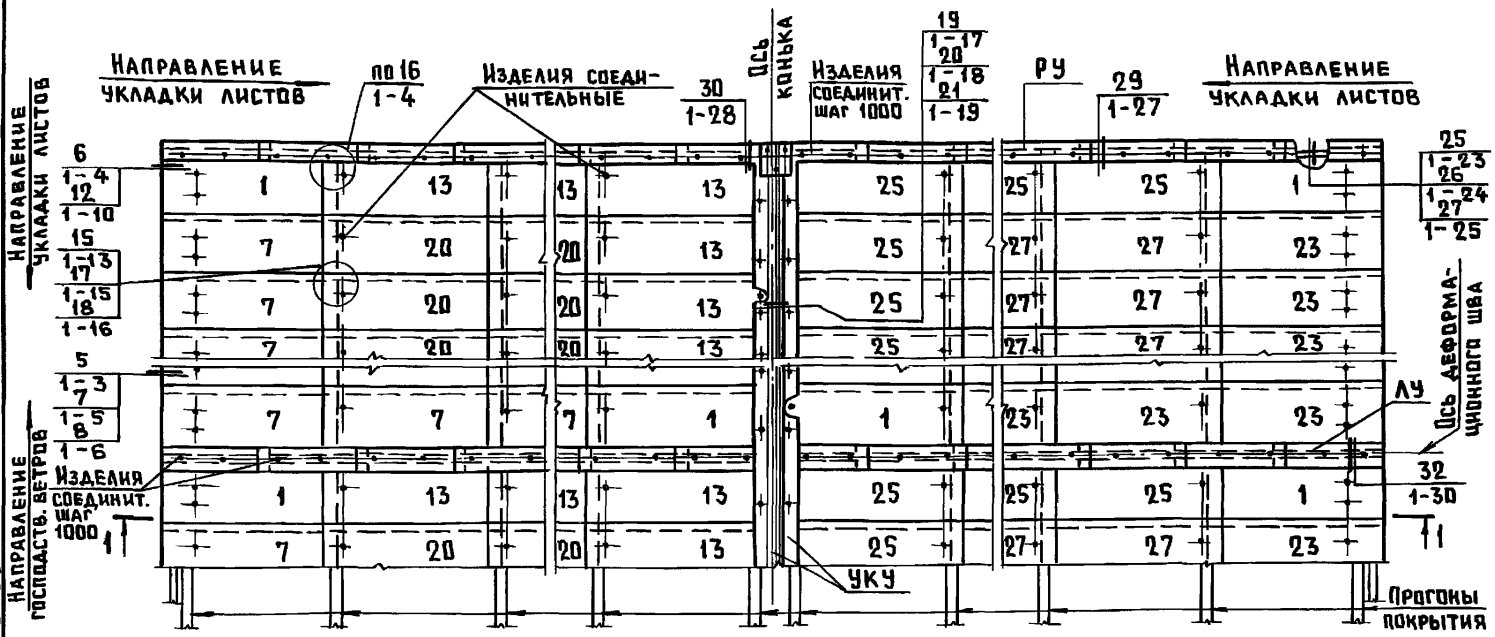 НАПРАВЛЕНИЕ
УКЛАДКИ ЛИСТОВ
ПО 16
1-4
ИЗДЕЛИЯ СОЕДИ-
НИТЕЛЬНЫЕ
30
1-28
ОСЬ
КОНЬКА
ИЗДЕЛИЯ
СОЕДИНИТ.
ШАГ 1000
19
1-17
20
1-18
21
1-19
РУ
29
1-27
НАПРАВЛЕНИЕ
УКЛАДКИ ЛИСТОВ
НАПРАВЛЕНИЕ
УКЛАДКИ ЛИСТОВ
6
1-4
12
1-10
15
1-13
17
1-15
18
1-16
5
1-3
7
1-5
8
1-6
НАПРАВЛЕНИЕ
ГОСПОДСТВ. ВЕТРОВ
ИЗДЕЛИЯ
СОЕДИНИТ.
ШАГ
1000
1
25
1-23
26
1-24
27
1-25
ОСЬ ДЕФОРМА-
ЦИОННОГО ШВА
ЛУ
32
1-30
1
1 13 13 13 25 25 25 1
7 20 20 13 25 27 27 23
7 20 20 13 25 27 27 23
7 20 20 13 25 27 27 23
7 7 7 1 1 23 23 23
1 13 13 13 25 25 25 1
7 20 20 13 25 27 27 23
УКУ
ПРОГОНЫ
ПОКРЫТИЯ